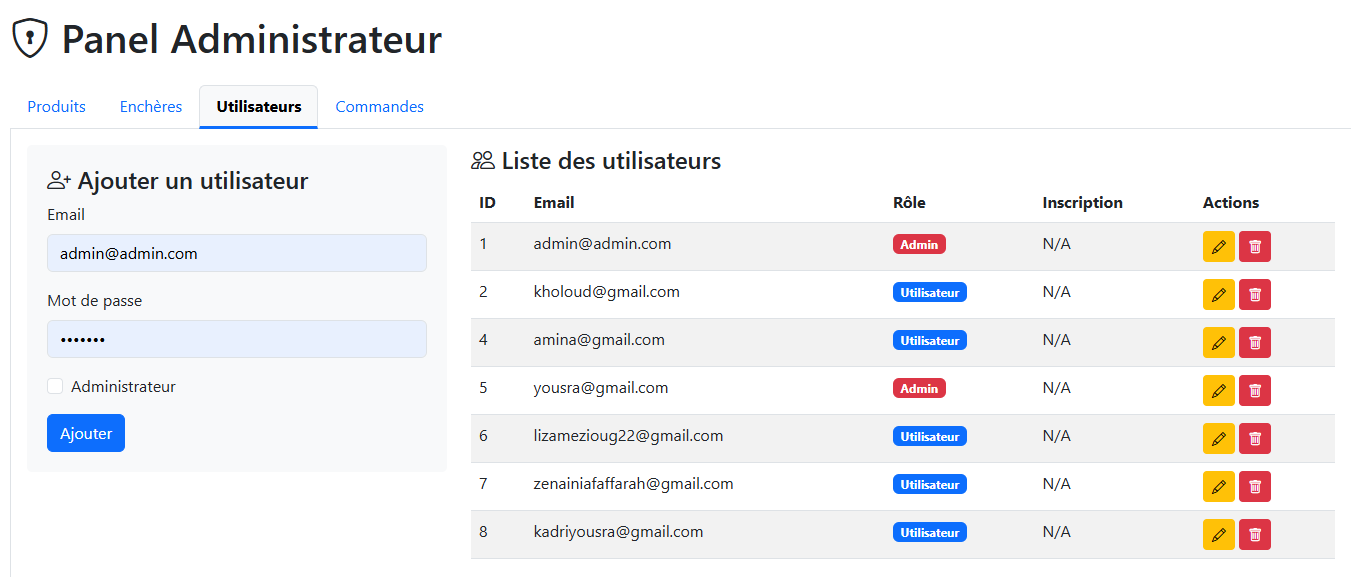 Panel Administrateur
Produits Enchères Utilisateurs Commandes
Ajouter un utilisateur
Email
admin@admin.com
Mot de passe
•••••••
Administrateur
Ajouter
Liste des utilisateurs
ID Email Rôle Inscription Actions
1 admin@admin.com Admin N/A
2 kholoud@gmail.com Utilisateur N/A
4 amina@gmail.com Utilisateur N/A
5 yousra@gmail.com Admin N/A
6 lizamezioug22@gmail.com Utilisateur N/A
7 zenainiafaffarah@gmail.com Utilisateur N/A
8 kadriyousra@gmail.com Utilisateur N/A